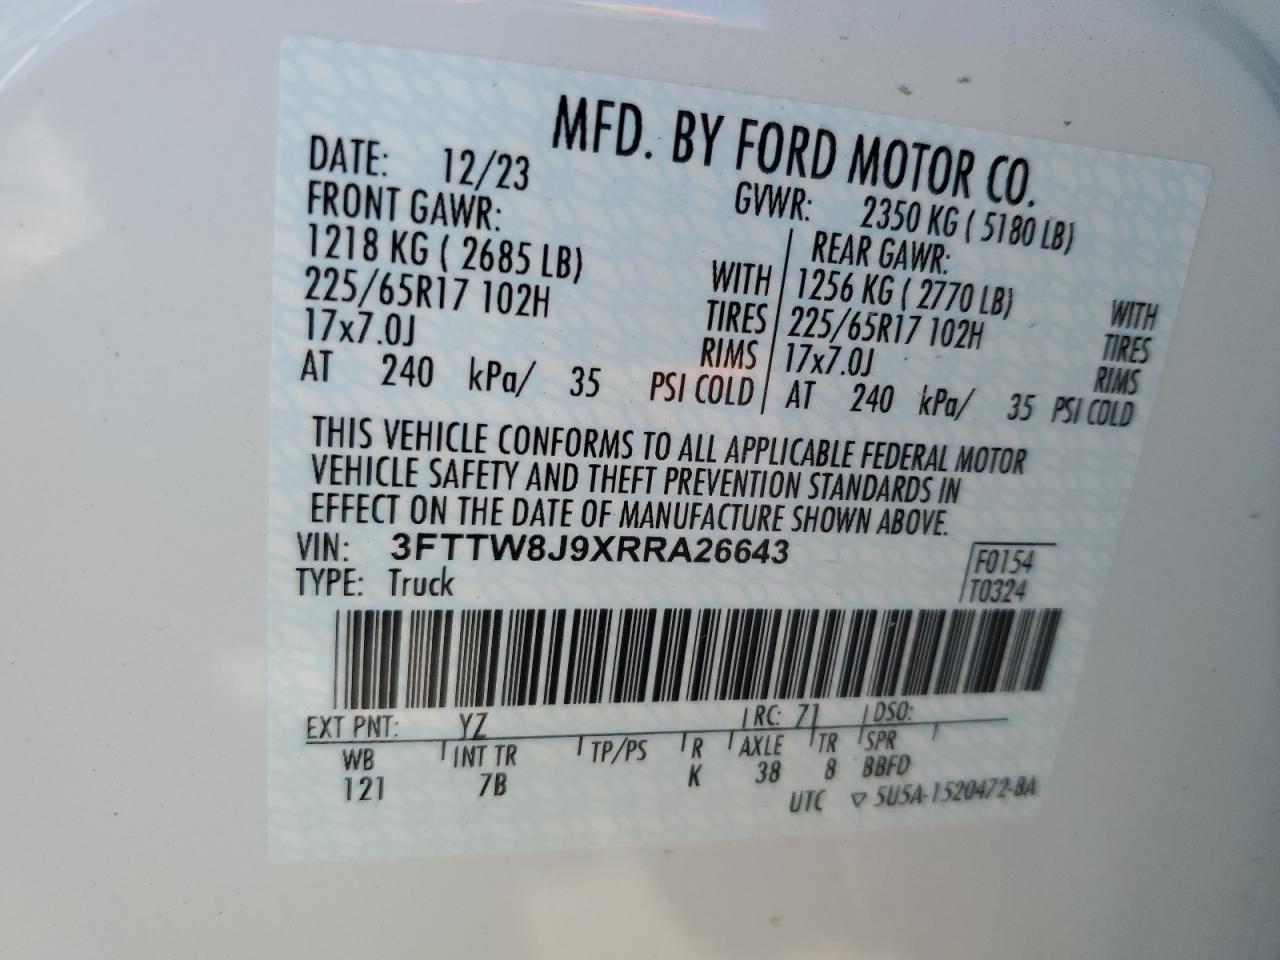 MFD. BY FORD MOTOR CO.
DATE: 12/23 GVWR: 2350 KG ( 5180 LB)
FRONT GAWR: REAR GAWR:
1218 KG ( 2685 LB) WITH 1256 KG ( 2770 LB) WITH
225/65R17 102H TIRES 225/65R17 102H TIRES
17x7.0J RIMS 17x7.0J RIMS
AT 240 kPa/ 35 PSI COLD AT 240 kPa/ 35 PSI COLD
THIS VEHICLE CONFORMS TO ALL APPLICABLE FEDERAL MOTOR
VEHICLE SAFETY AND THEFT PREVENTION STANDARDS IN
EFFECT ON THE DATE OF MANUFACTURE SHOWN ABOVE.
VIN: 3FTTW8J9XRRA26643 F0154
TYPE: Truck T0324
EXT PNT: YZ RC: 71 DSO:
WB INT TR TP/PS R AXLE TR SPR
121 7B K 38 8 BBFD
UTC ▽ 5U5A-1520472-BA